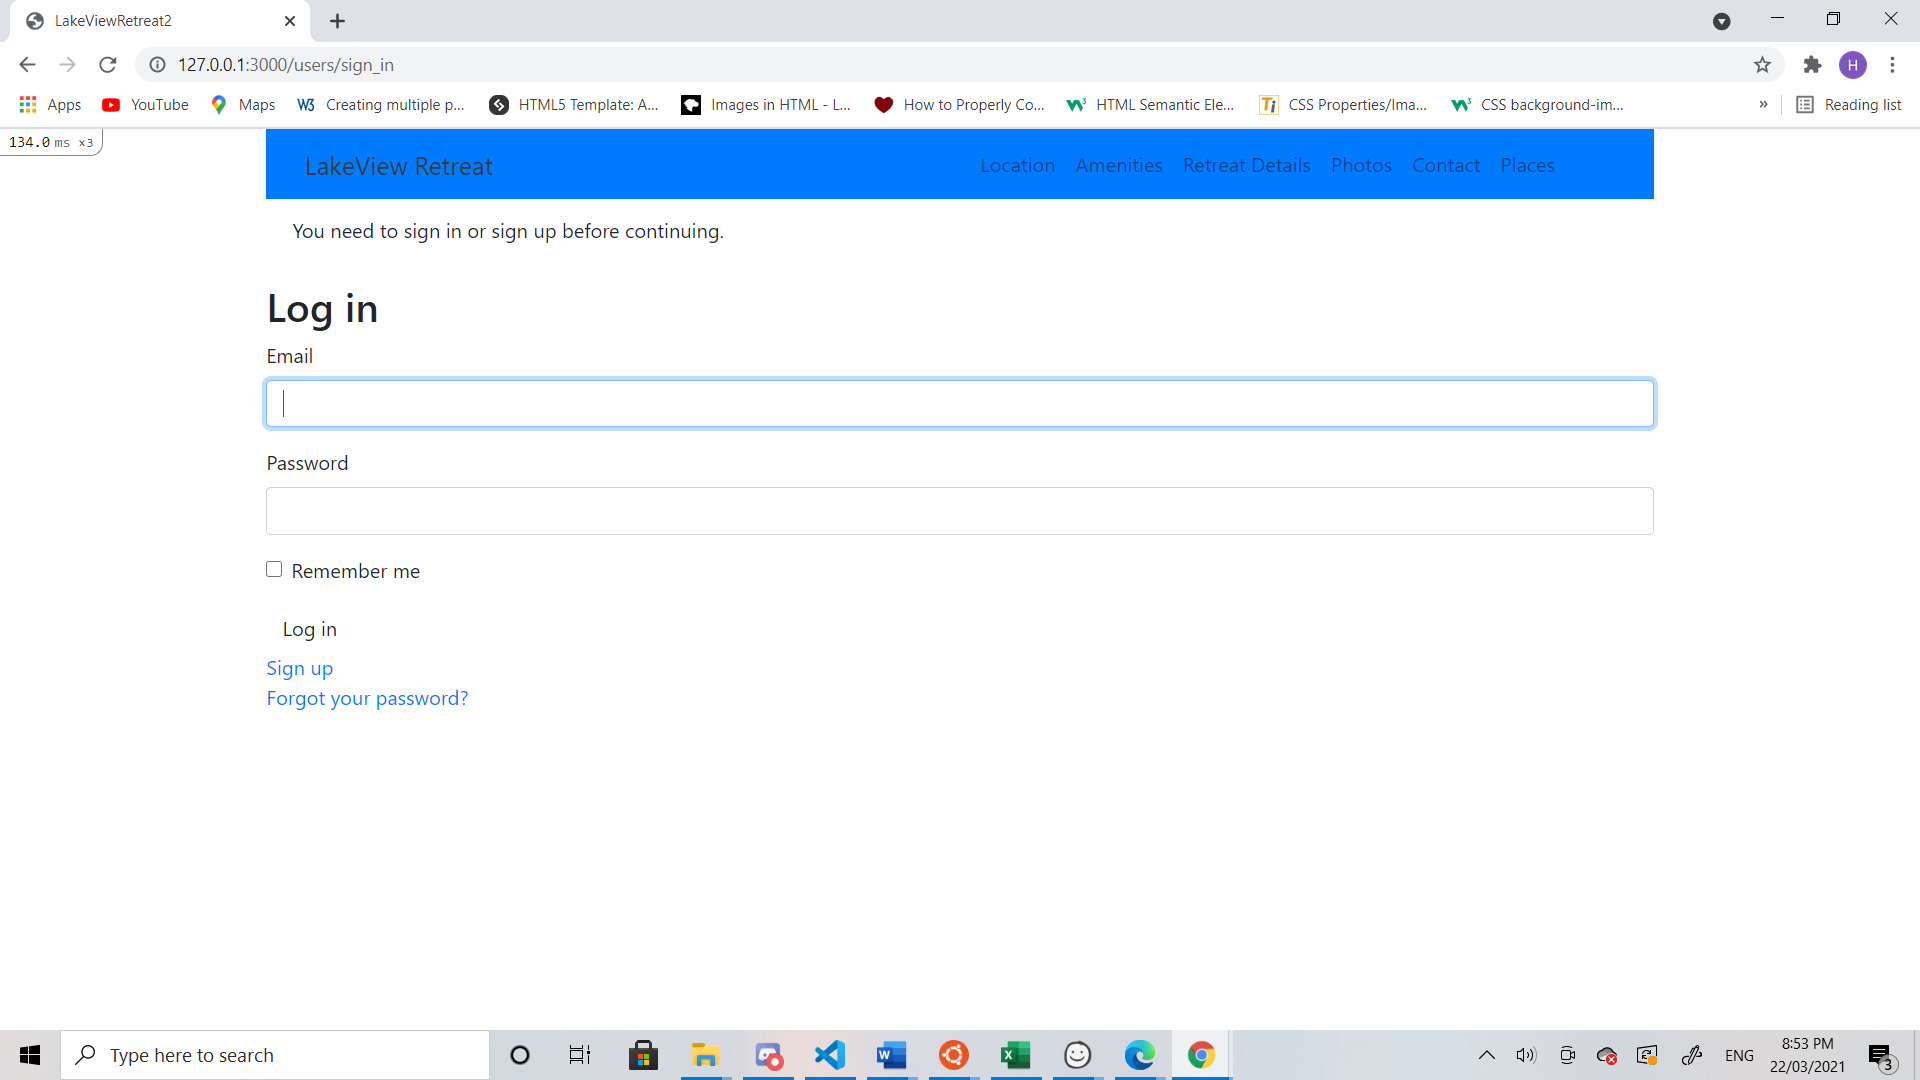 LakeViewRetreat2
127.0.0.1:3000/users/sign_in
H
Apps YouTube Maps W3 Creating multiple p... HTML5 Template: A... Images in HTML - L... How to Properly Co... HTML Semantic Ele... Ti CSS Properties/Ima... CSS background-im... » Reading list
134.0 ms x3
LakeView Retreat Location Amenities Retreat Details Photos Contact Places
You need to sign in or sign up before continuing.
Log in
Email
Password
Remember me
Log in
Sign up
Forgot your password?
Type here to search
ENG
8:53 PM
22/03/2021
3